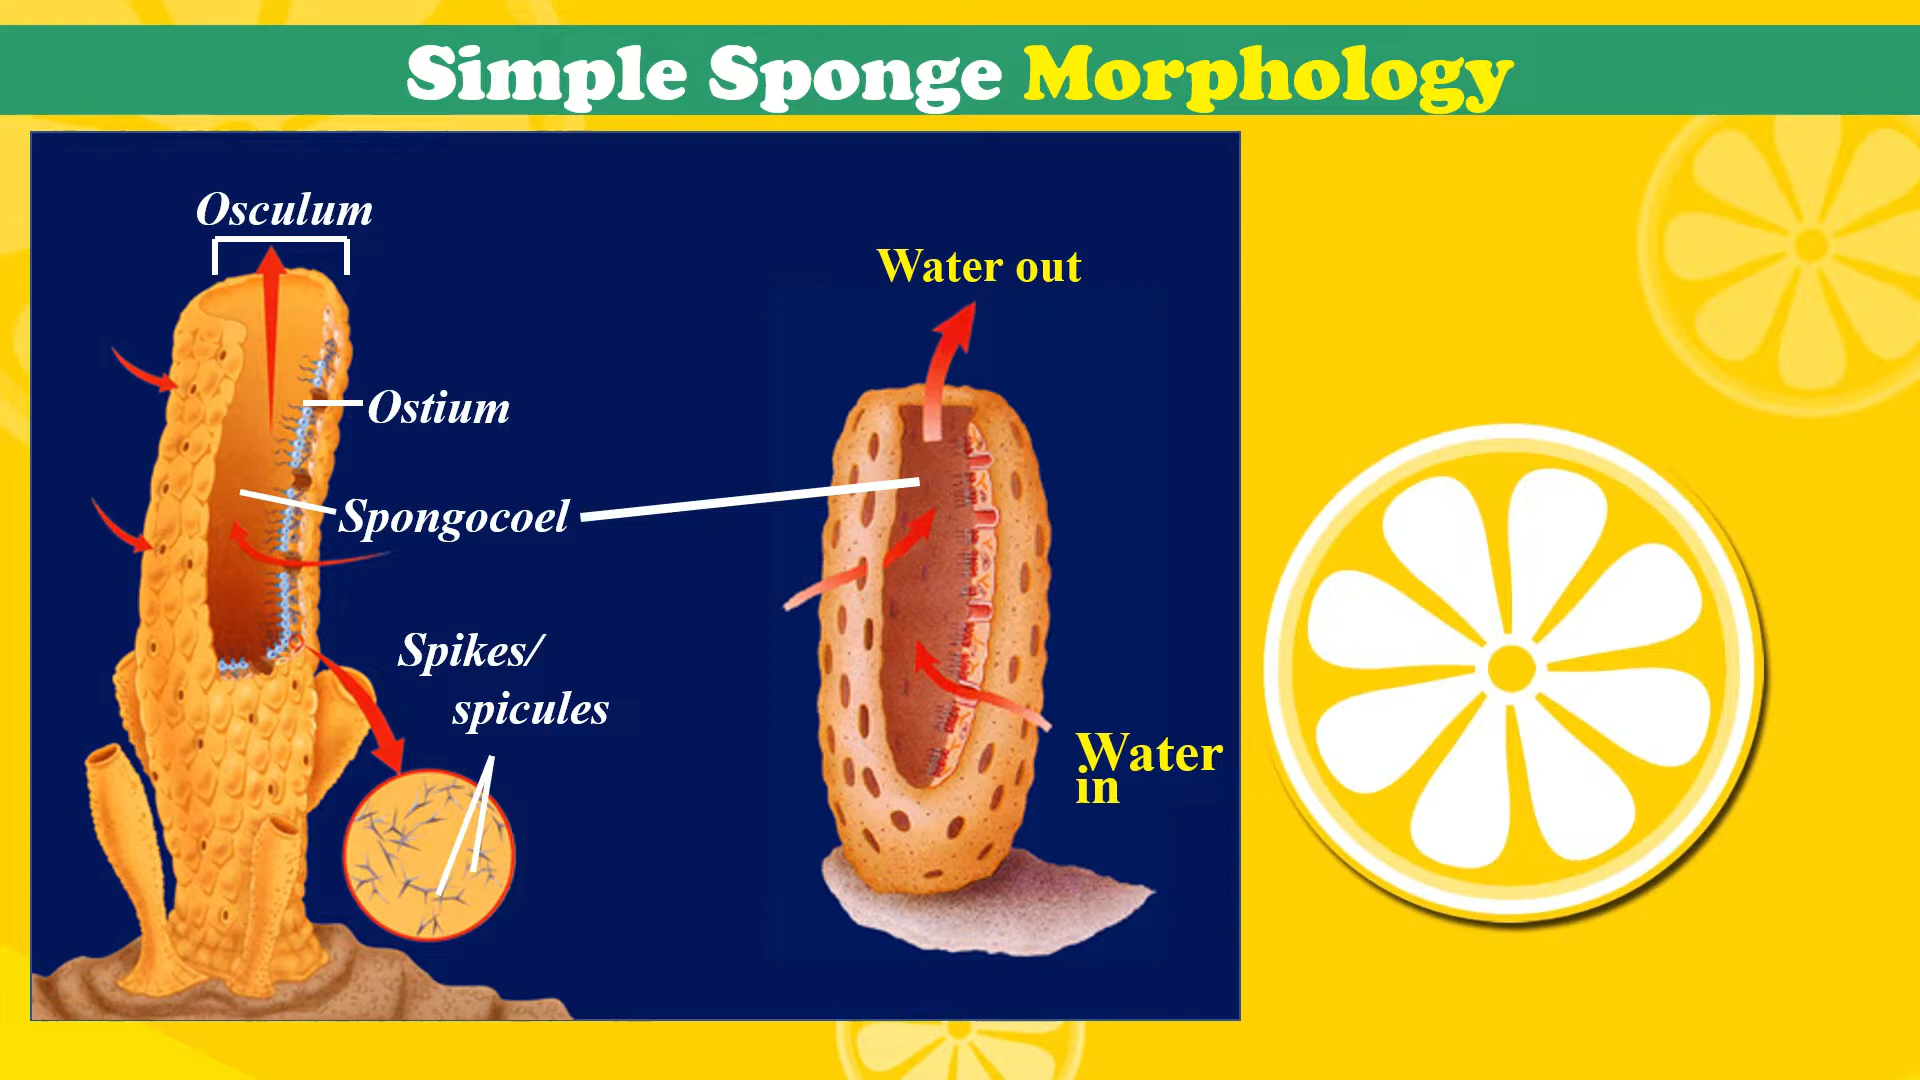 Simple Sponge Morphology
Osculum
Water out
Ostium
Spongocoel
Spikes/
spicules
Water
in